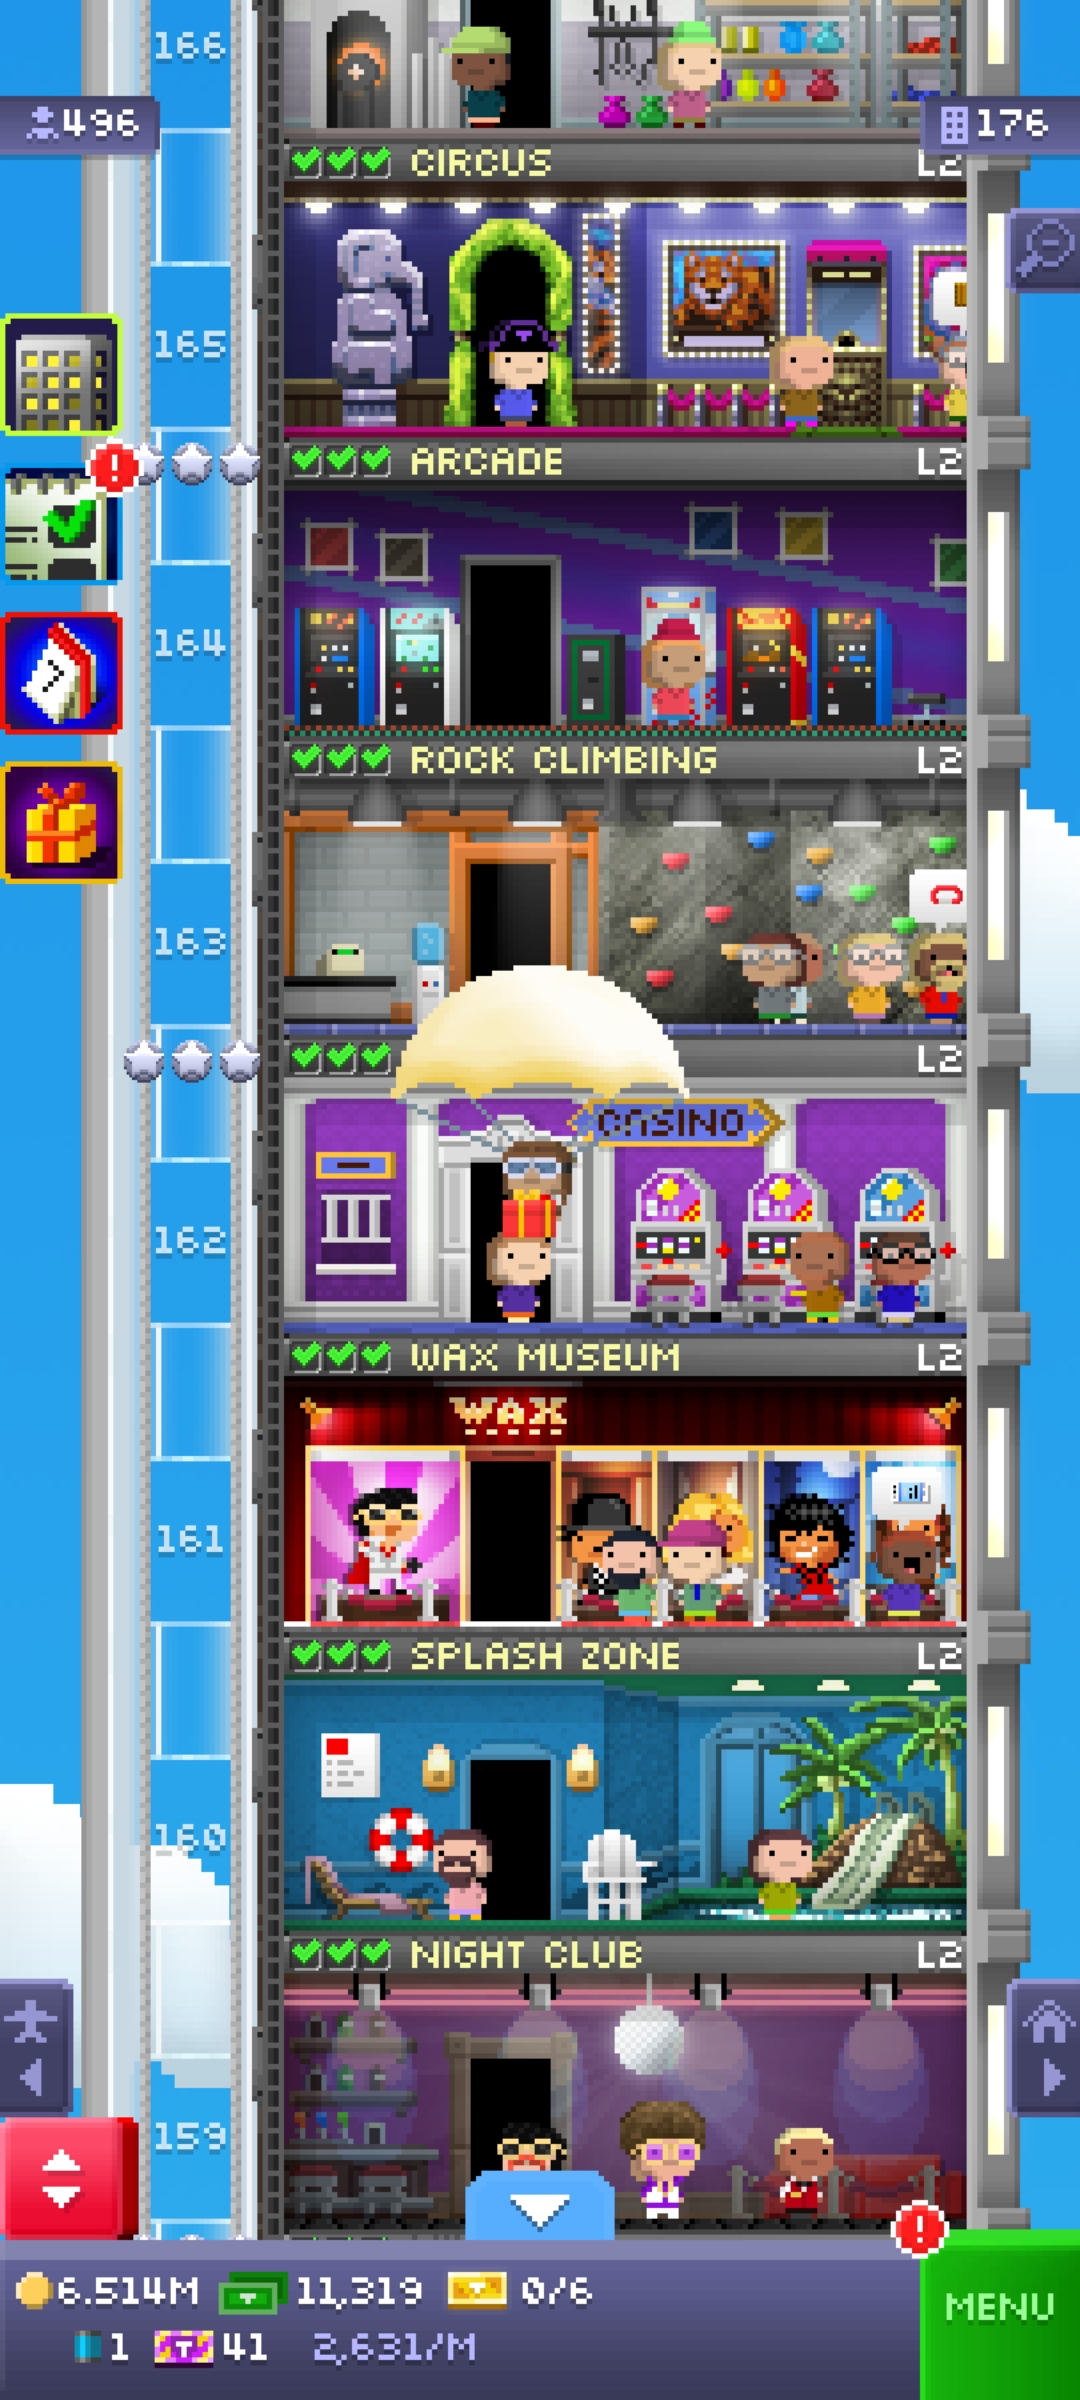 166
496
176
CIRCUS
L2
165
ARCADE
L2
164
ROCK CLIMBING
L2
163
L2
CASINO
162
WAX MUSEUM
L2
WAX
161
SPLASH ZONE
L2
160
NIGHT CLUB
L2
159
6.514M
11,319
0/6
MENU
1
41
2,631/M